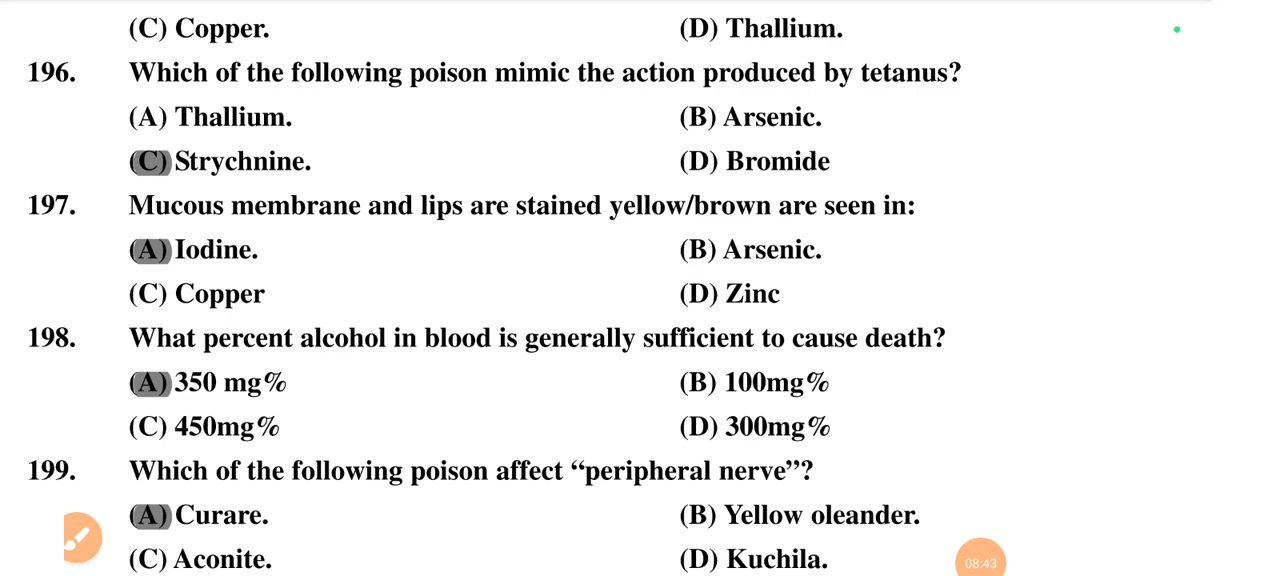 (C) Copper. (D) Thallium.
196. Which of the following poison mimic the action produced by tetanus?
(A) Thallium. (B) Arsenic.
(C) Strychnine. (D) Bromide
197. Mucous membrane and lips are stained yellow/brown are seen in:
(A) Iodine. (B) Arsenic.
(C) Copper (D) Zinc
198. What percent alcohol in blood is generally sufficient to cause death?
(A) 350 mg% (B) 100mg%
(C) 450mg% (D) 300mg%
199. Which of the following poison affect “peripheral nerve”?
(A) Curare. (B) Yellow oleander.
(C) Aconite. (D) Kuchila.
08:43